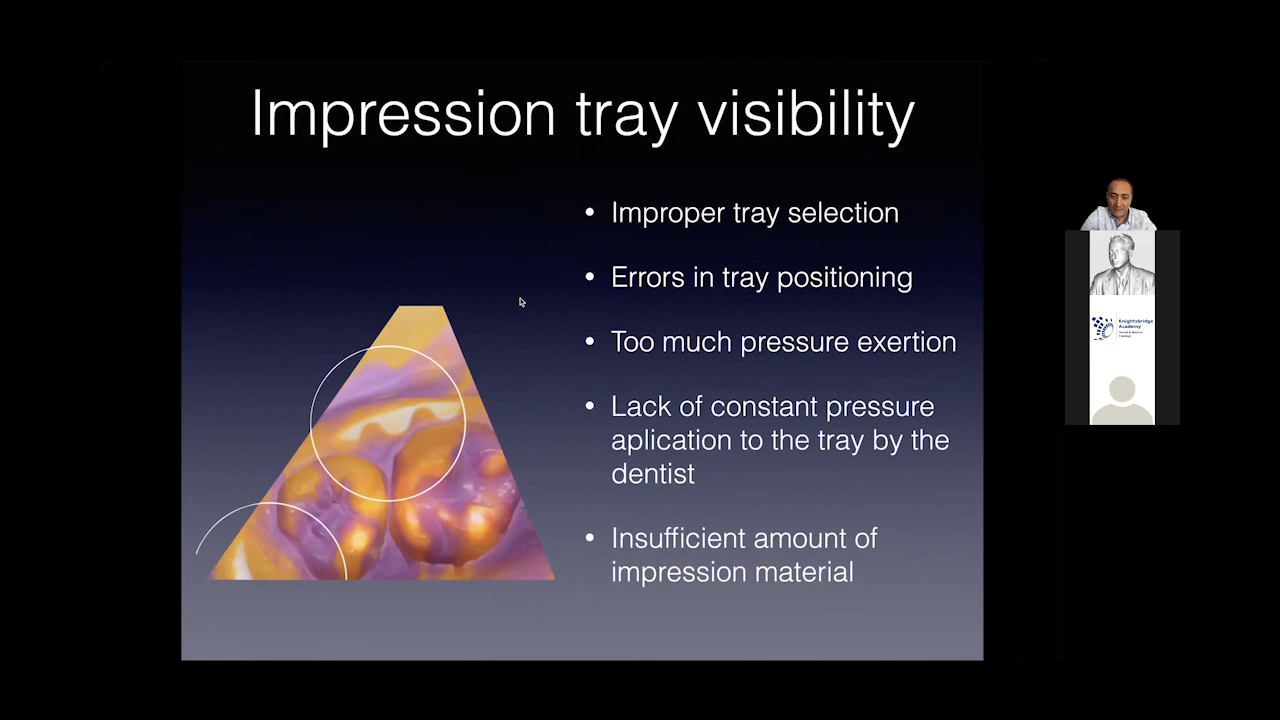 Impression tray visibility
• Improper tray selection
• Errors in tray positioning
• Too much pressure exertion
• Lack of constant pressure
aplication to the tray by the
dentist
• Insufficient amount of
impression material
Knightsbridge
Academy